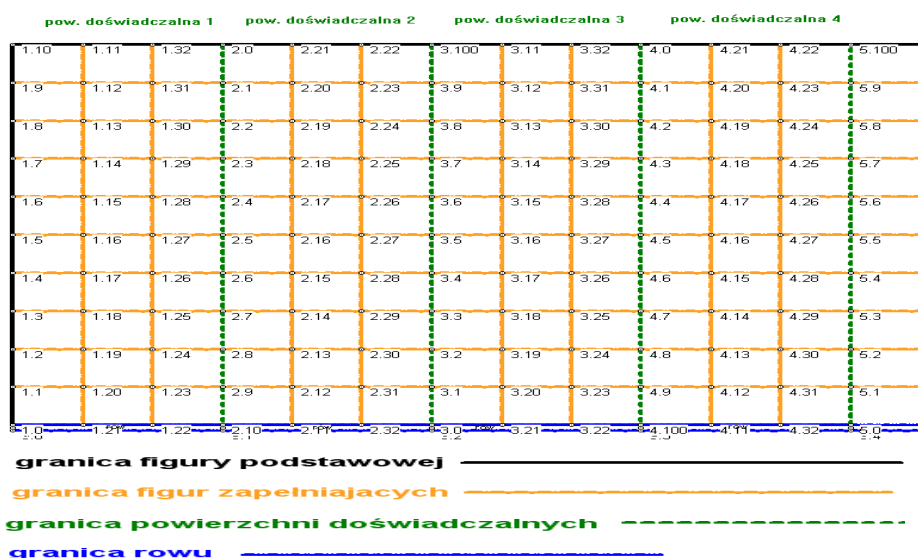 pow. doświadczalna 1 pow. doświadczalna 2 pow. doświadczalna 3 pow. doświadczalna 4
1.10 1.11 1.32 2.0 2.21 2.22 3.100 3.11 3.32 4.0 4.21 4.22 5.100
1.9 1.12 1.31 2.1 2.20 2.23 3.9 3.12 3.31 4.1 4.20 4.23 5.9
1.8 1.13 1.30 2.2 2.19 2.24 3.8 3.13 3.30 4.2 4.19 4.24 5.8
1.7 1.14 1.29 2.3 2.18 2.25 3.7 3.14 3.29 4.3 4.18 4.25 5.7
1.6 1.15 1.28 2.4 2.17 2.26 3.6 3.15 3.28 4.4 4.17 4.26 5.6
1.5 1.16 1.27 2.5 2.16 2.27 3.5 3.16 3.27 4.5 4.16 4.27 5.5
1.4 1.17 1.26 2.6 2.15 2.28 3.4 3.17 3.26 4.6 4.15 4.28 5.4
1.3 1.18 1.25 2.7 2.14 2.29 3.3 3.18 3.25 4.7 4.14 4.29 5.3
1.2 1.19 1.24 2.8 2.13 2.30 3.2 3.19 3.24 4.8 4.13 4.30 5.2
1.1 1.20 1.23 2.9 2.12 2.31 3.1 3.20 3.23 4.9 4.12 4.31 5.1
1.0 1.21 1.22 2.10 2.11 2.32 3.0 3.21 3.22 4.100 4.11 4.32 5.0
granica figury podstawowej
granica figur zapełniajacych
granica powierzchni doświadczalnych
granica rowu